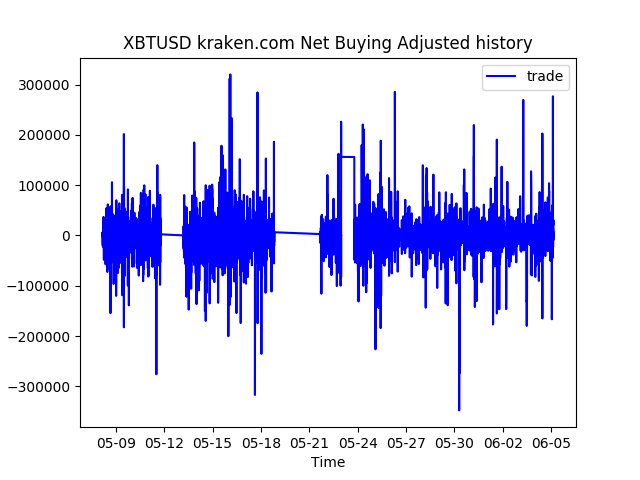 XBTUSD kraken.com Net Buying Adjusted history
trade
300000
200000
100000
0
−100000
−200000
−300000
05-09 05-12 05-15 05-18 05-21 05-24 05-27 05-30 06-02 06-05
Time